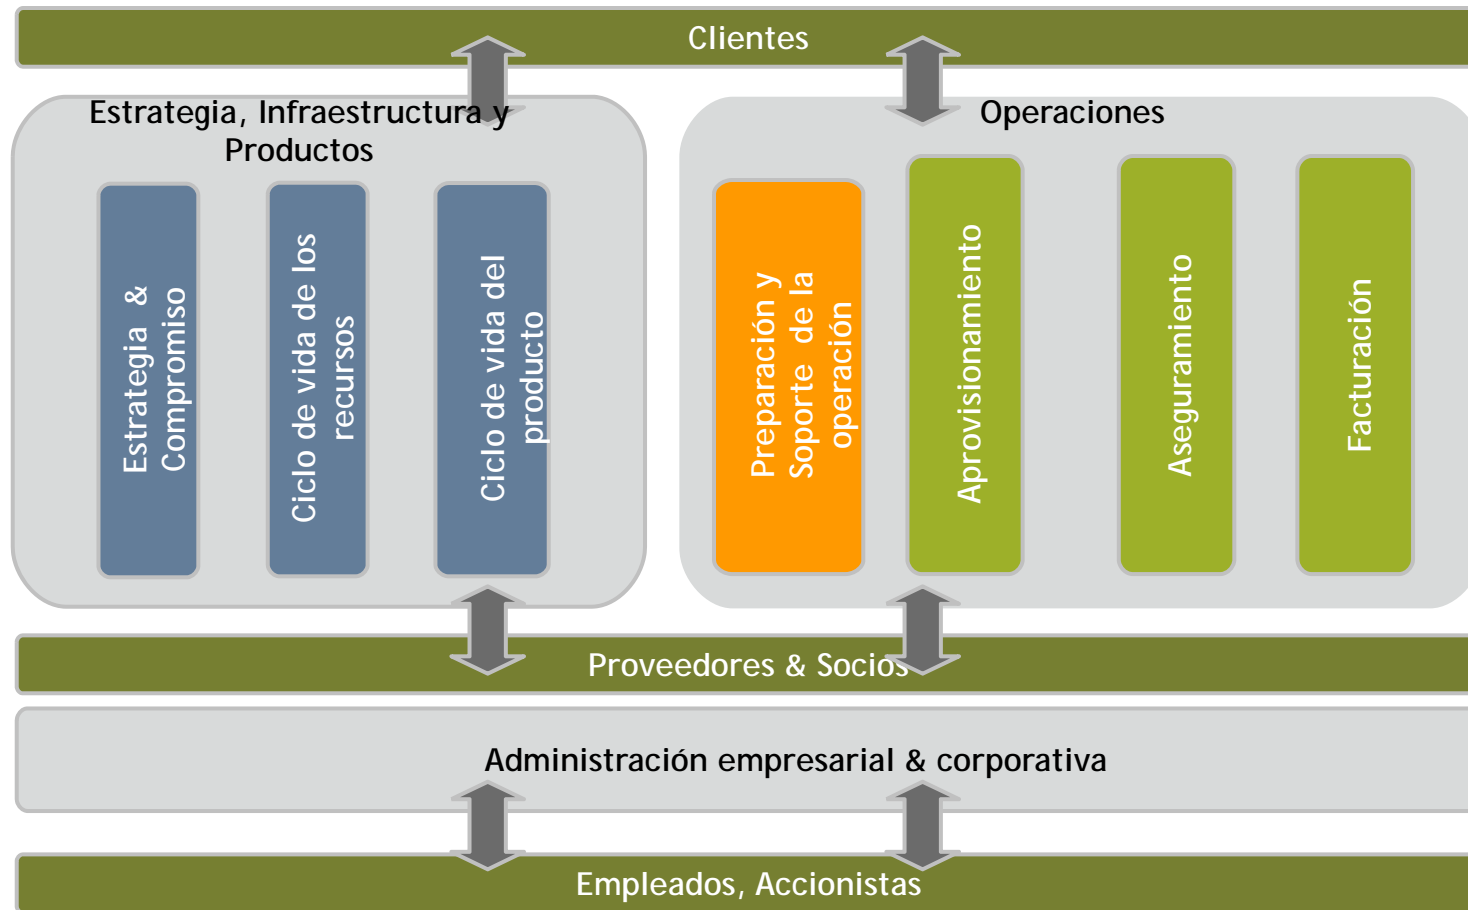 Clientes
Estrategia, Infraestructura y
Productos
Operaciones
Estrategia &
Compromiso
Ciclo de vida de los
recursos
Ciclo de vida del
producto
Preparación y
Soporte de la
operación
Aprovisionamiento
Aseguramiento
Facturación
Proveedores & Socios
Administración empresarial & corporativa
Empleados, Accionistas